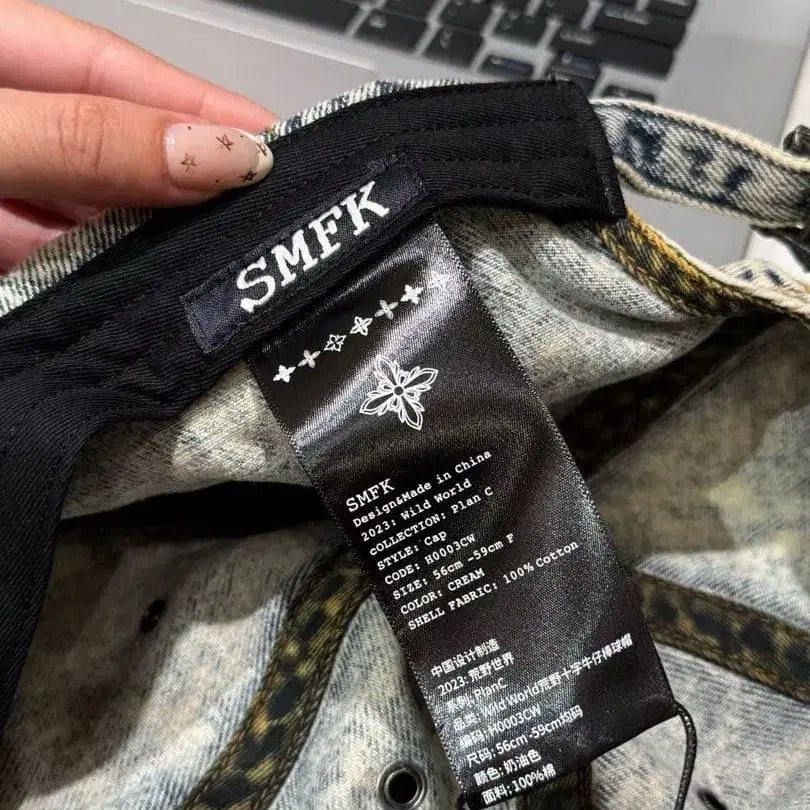 SMFK
SMFK
Design&Made in China
2023: Wild World
COLLECTION: Plan C
STYLE: Cap
CODE: H0003CW
SIZE: 56cm -59cm F
COLOR: CREAM
SHELL FABRIC: 100% Cotton
中国设计制造
2023: 荒野世界
系列: PlanC
品类: Wild World荒野十字牛仔棒球帽
编码: H0003CW
尺码: 56cm -59cm均码
颜色: 奶油色
面料: 100%棉